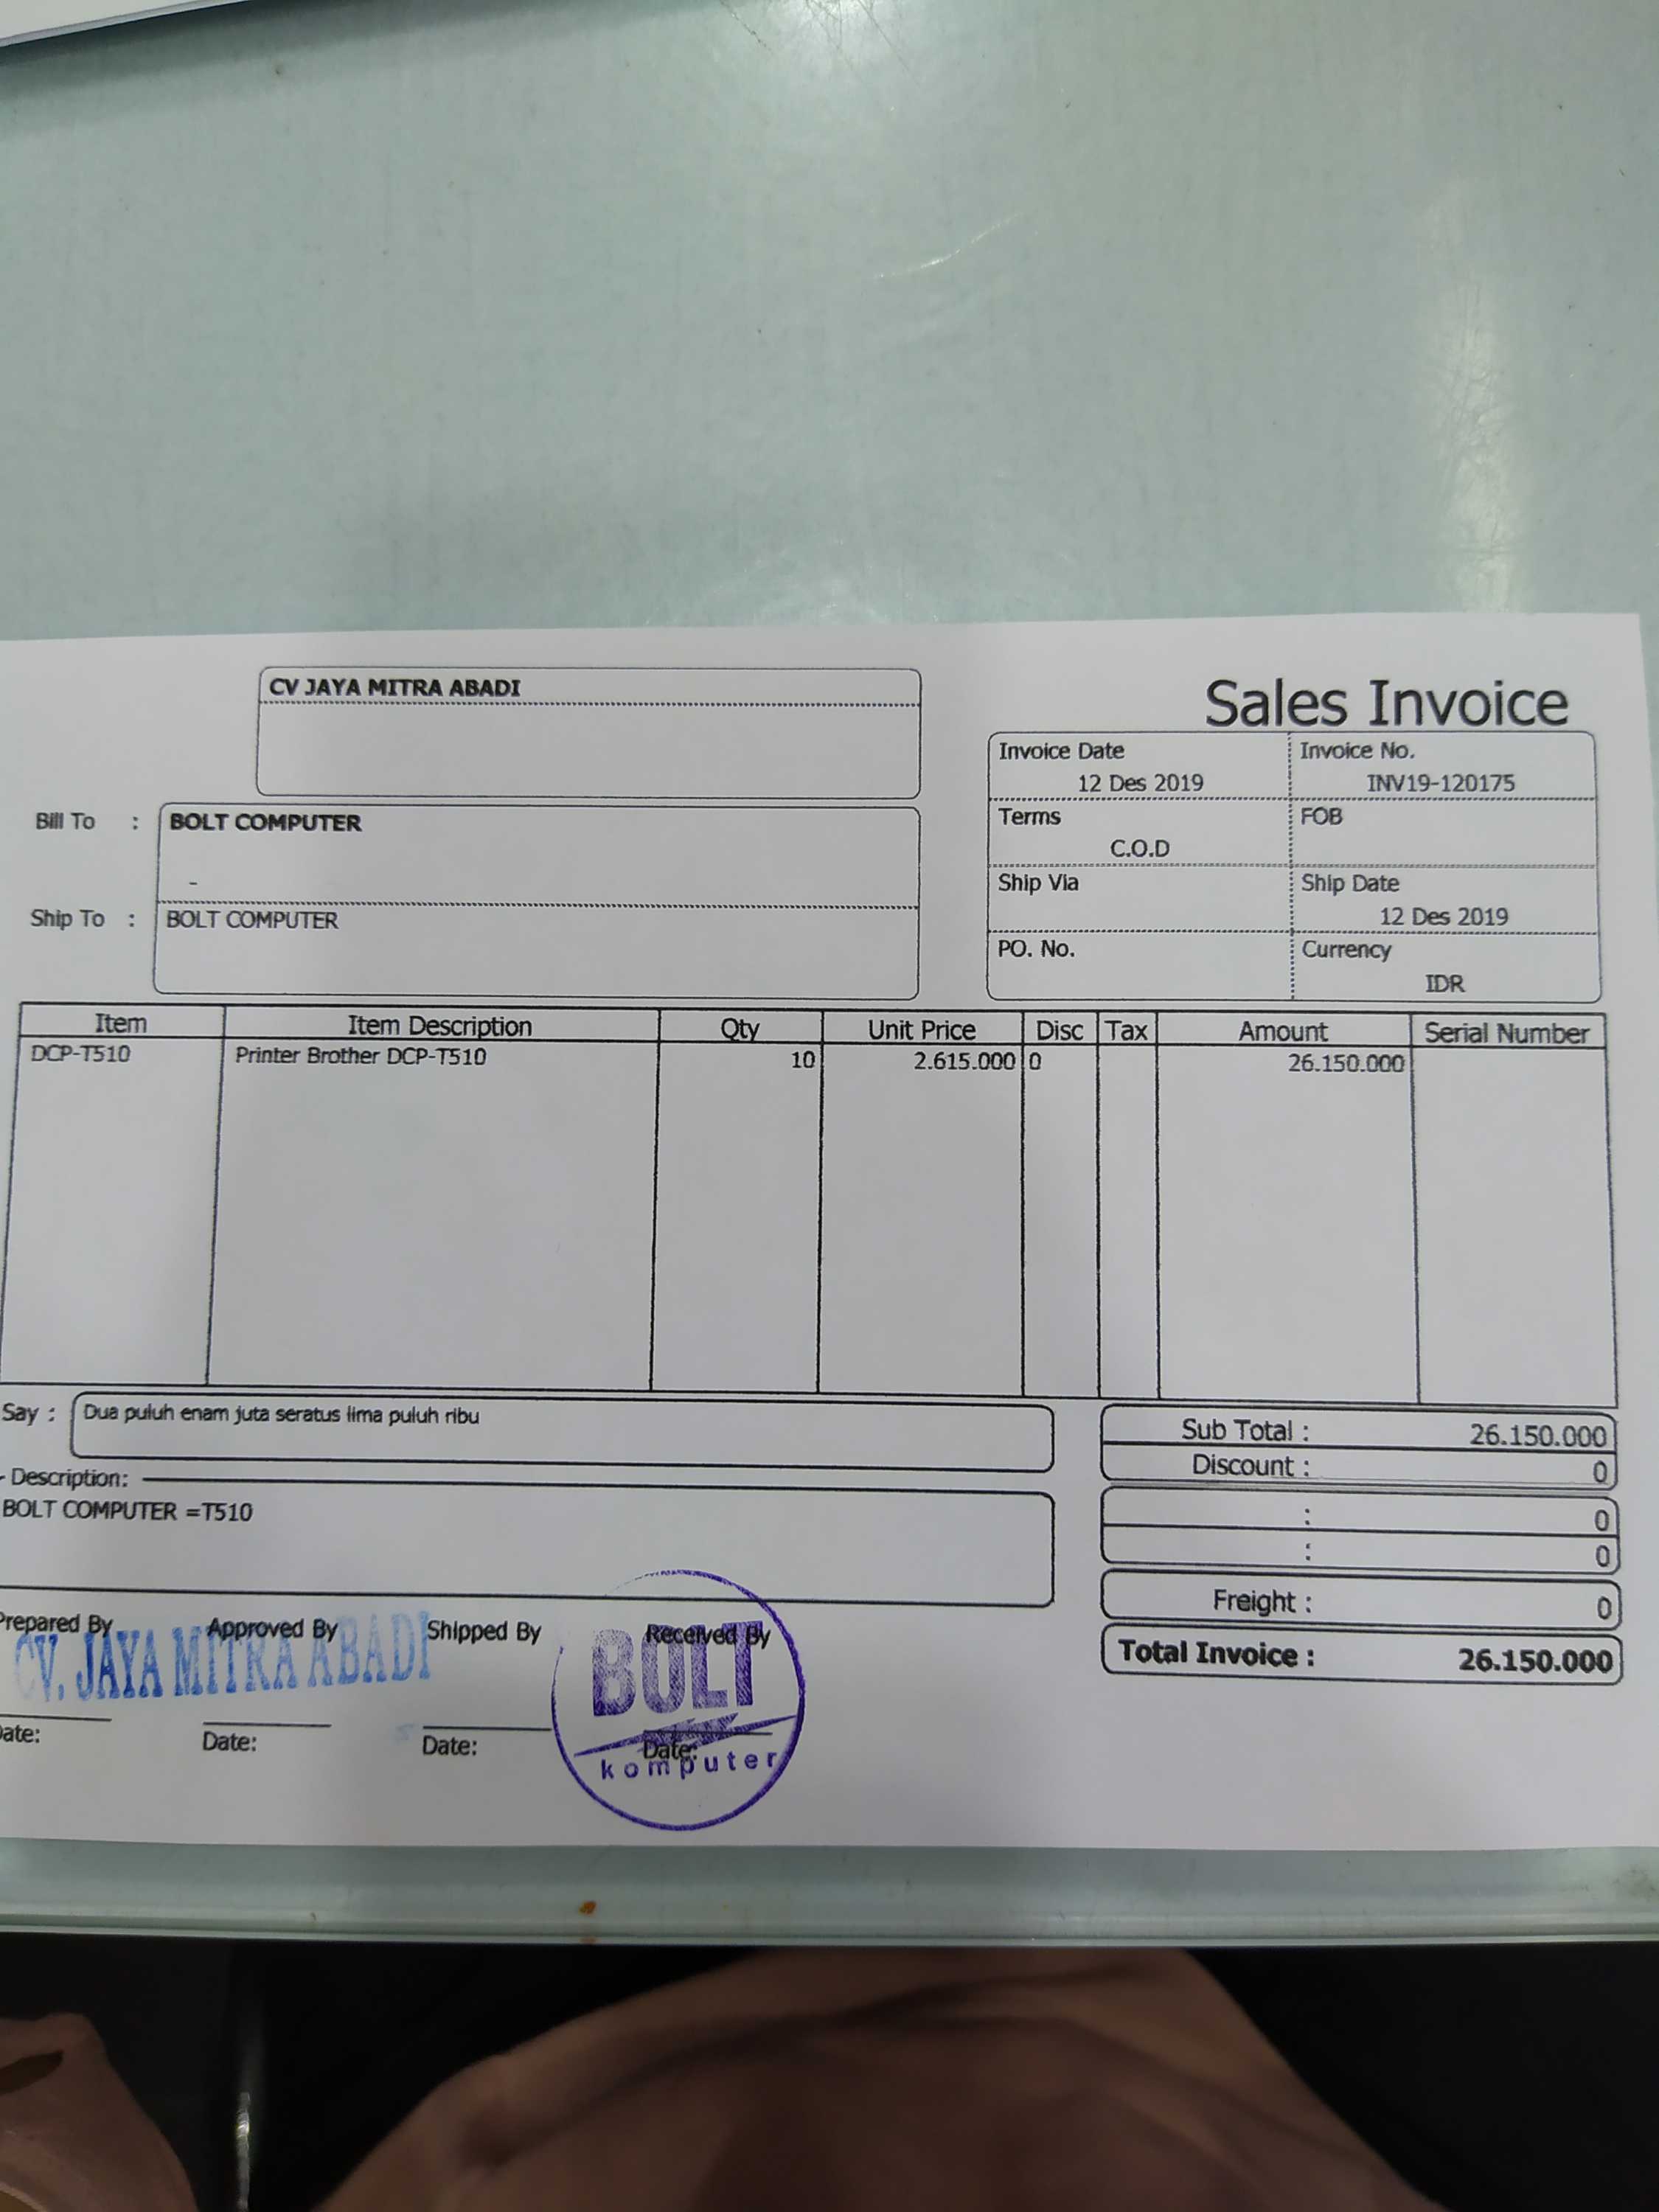 CV JAYA MITRA ABADI
Sales Invoice
Invoice Date
Invoice No.
12 Des 2019
INV19-120175
Bill To :
BOLT COMPUTER
-
Terms
FOB
C.O.D
Ship Via
Ship Date
12 Des 2019
Ship To :
BOLT COMPUTER
PO. No.
Currency
IDR
Item Item Description Qty Unit Price Disc Tax Amount Serial Number
DCP-T510 Printer Brother DCP-T510 10 2.615.000 0 26.150.000
Say : Dua puluh enam juta seratus lima puluh ribu
Sub Total : 26.150.000
Discount : 0
Description:
BOLT COMPUTER =T510
: 0
: 0
Freight : 0
Total Invoice : 26.150.000
Prepared By Approved By Shipped By Received By
CV. JAYA MITRA ABADI
BOLT
komputer
Date: Date: Date: Date: